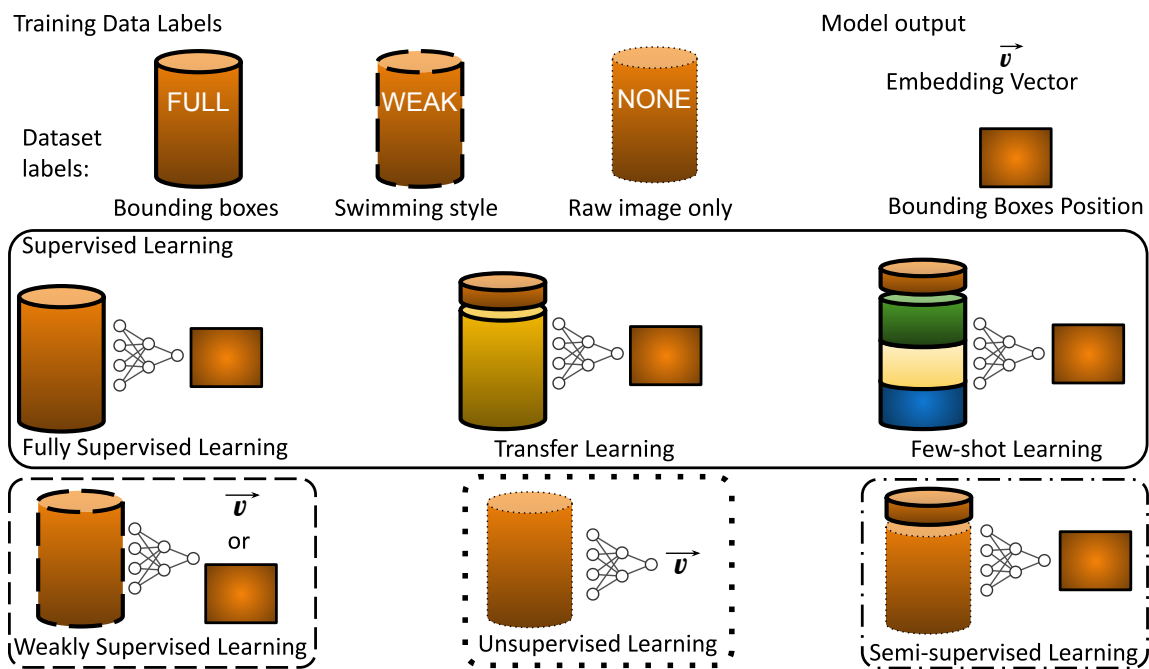 Training Data Labels
Model output
FULL
WEAK
NONE
v
Embedding Vector
Dataset
labels:
Bounding boxes
Swimming style
Raw image only
Bounding Boxes Position
Supervised Learning
Fully Supervised Learning
Transfer Learning
Few-shot Learning
v
or
Weakly Supervised Learning
v
Unsupervised Learning
Semi-supervised Learning